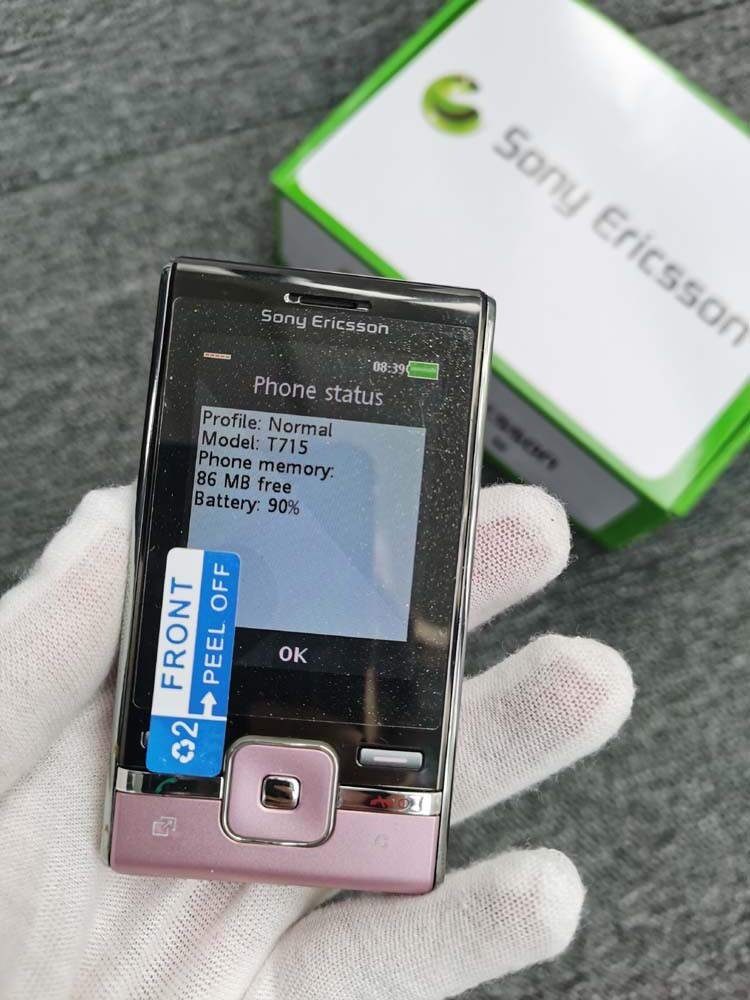 Sony Ericsson
Sony Ericsson
08:39
Phone status
Profile: Normal
Model: T715
Phone memory:
86 MB free
Battery: 90%
OK
2 FRONT
PEEL OFF